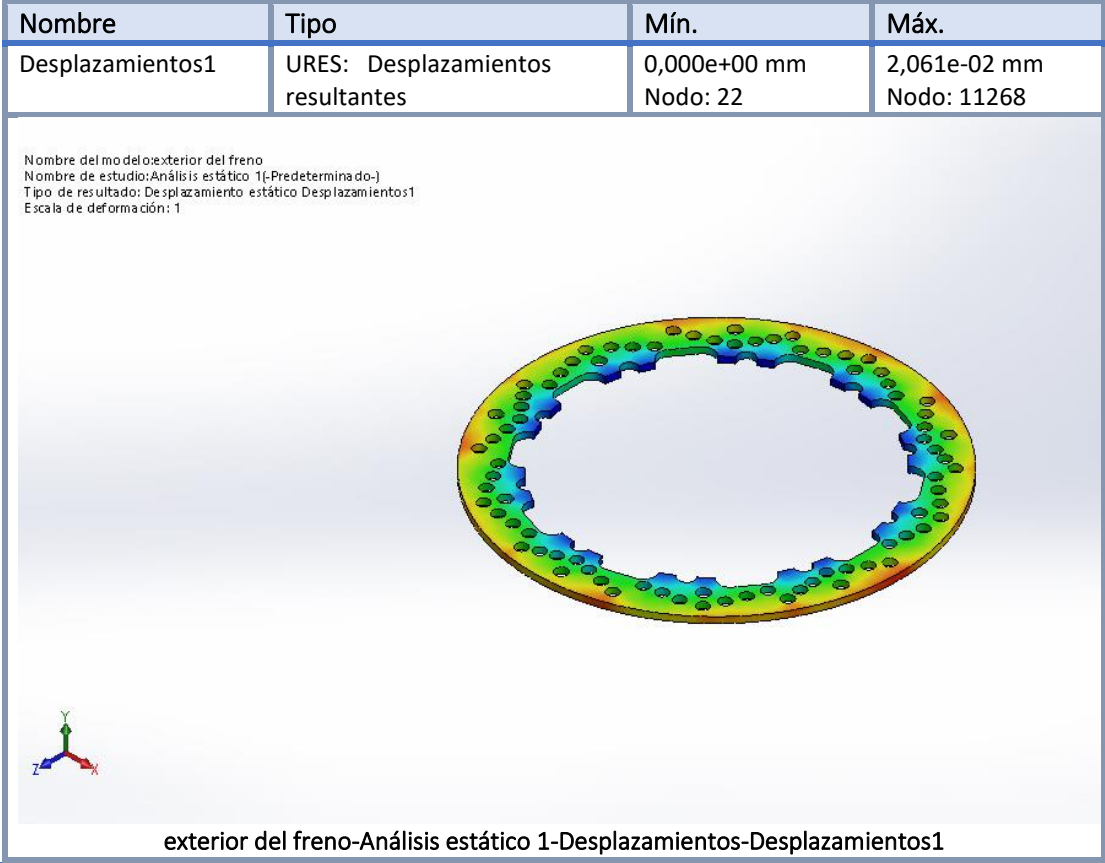 Nombre Tipo Mín. Máx.
Desplazamientos1 URES: Desplazamientos 0,000e+00 mm 2,061e-02 mm
resultantes Nodo: 22 Nodo: 11268
Nombre del modelo:exterior del freno
Nombre de estudio:Análisis estático 1(-Predeterminado-)
Tipo de resultado: Desplazamiento estático Desplazamientos1
Escala de deformación: 1
Y
Z X
exterior del freno-Análisis estático 1-Desplazamientos-Desplazamientos1